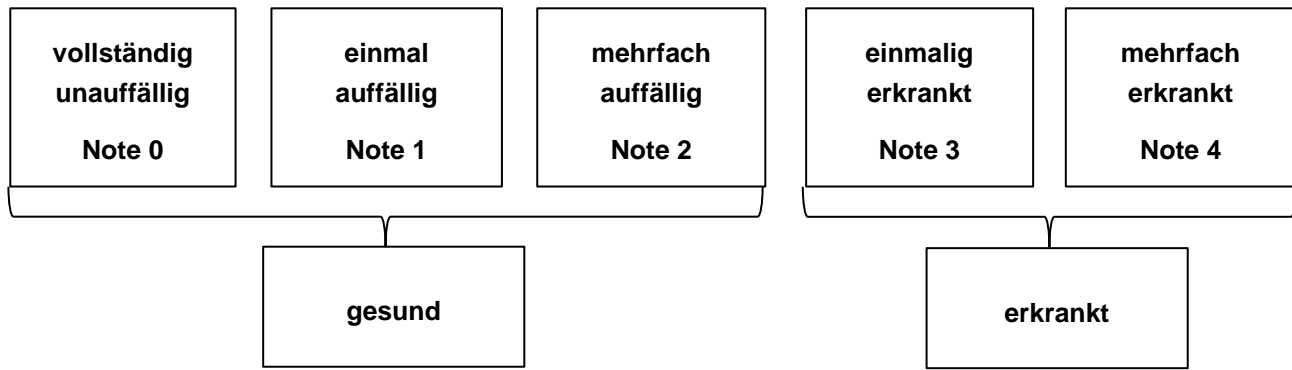 vollständig
unauffällig
Note 0
einmal
auffällig
Note 1
mehrfach
auffällig
Note 2
einmalig
erkrankt
Note 3
mehrfach
erkrankt
Note 4
gesund
erkrankt